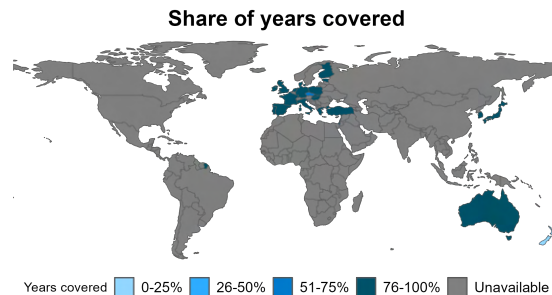 Share of years covered
Years covered 0-25% 26-50% 51-75% 76-100% Unavailable